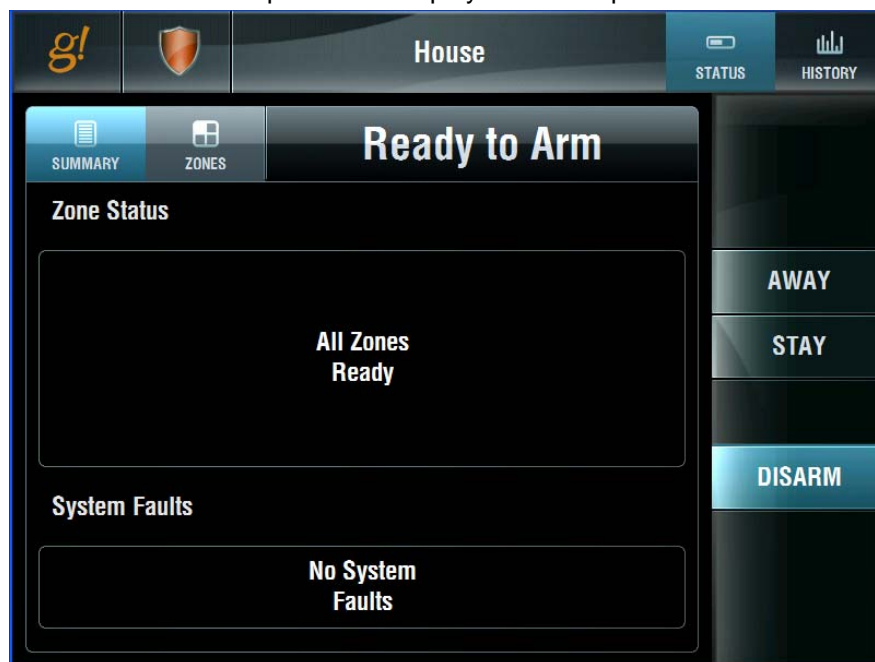 g!
House
STATUS
HISTORY
SUMMARY
ZONES
Ready to Arm
Zone Status
All Zones
Ready
AWAY
STAY
DISARM
System Faults
No System
Faults